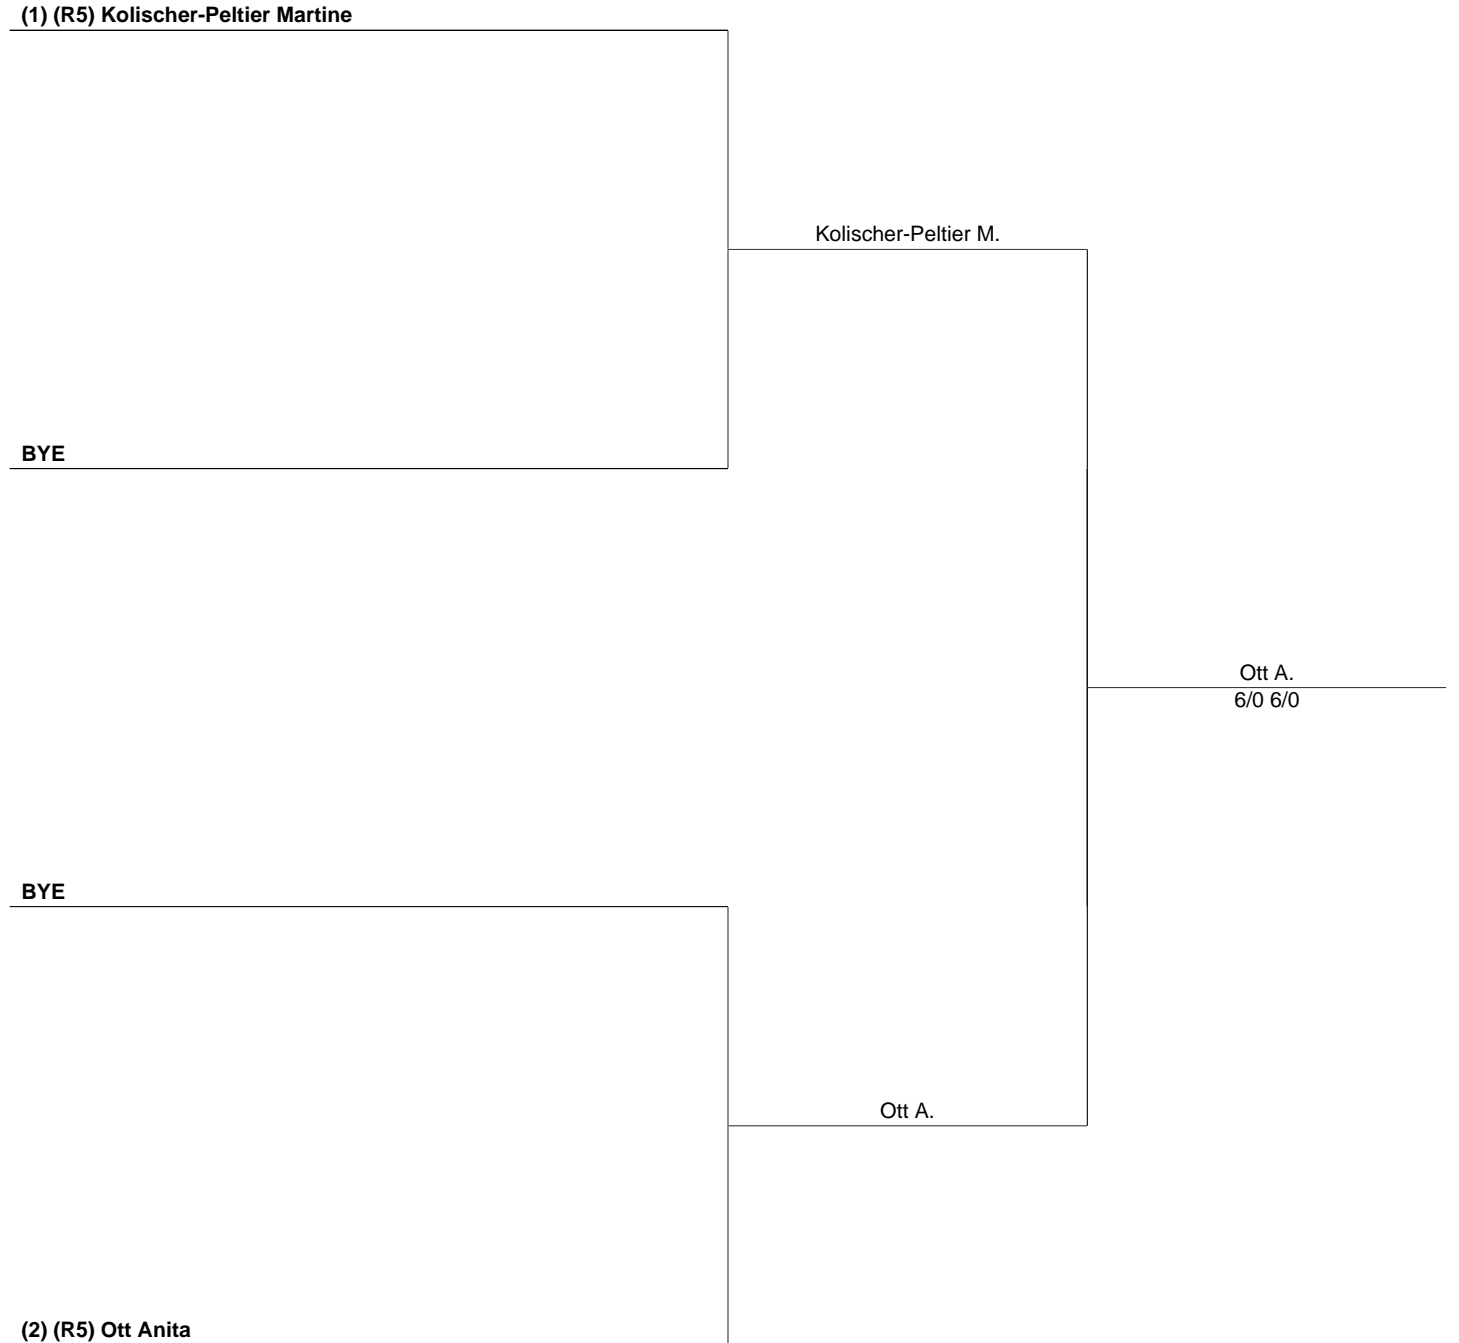 (1) (R5) Kolischer-Peltier Martine
Kolischer-Peltier M.
BYE
Ott A.
6/0 6/0
BYE
Ott A.
(2) (R5) Ott Anita